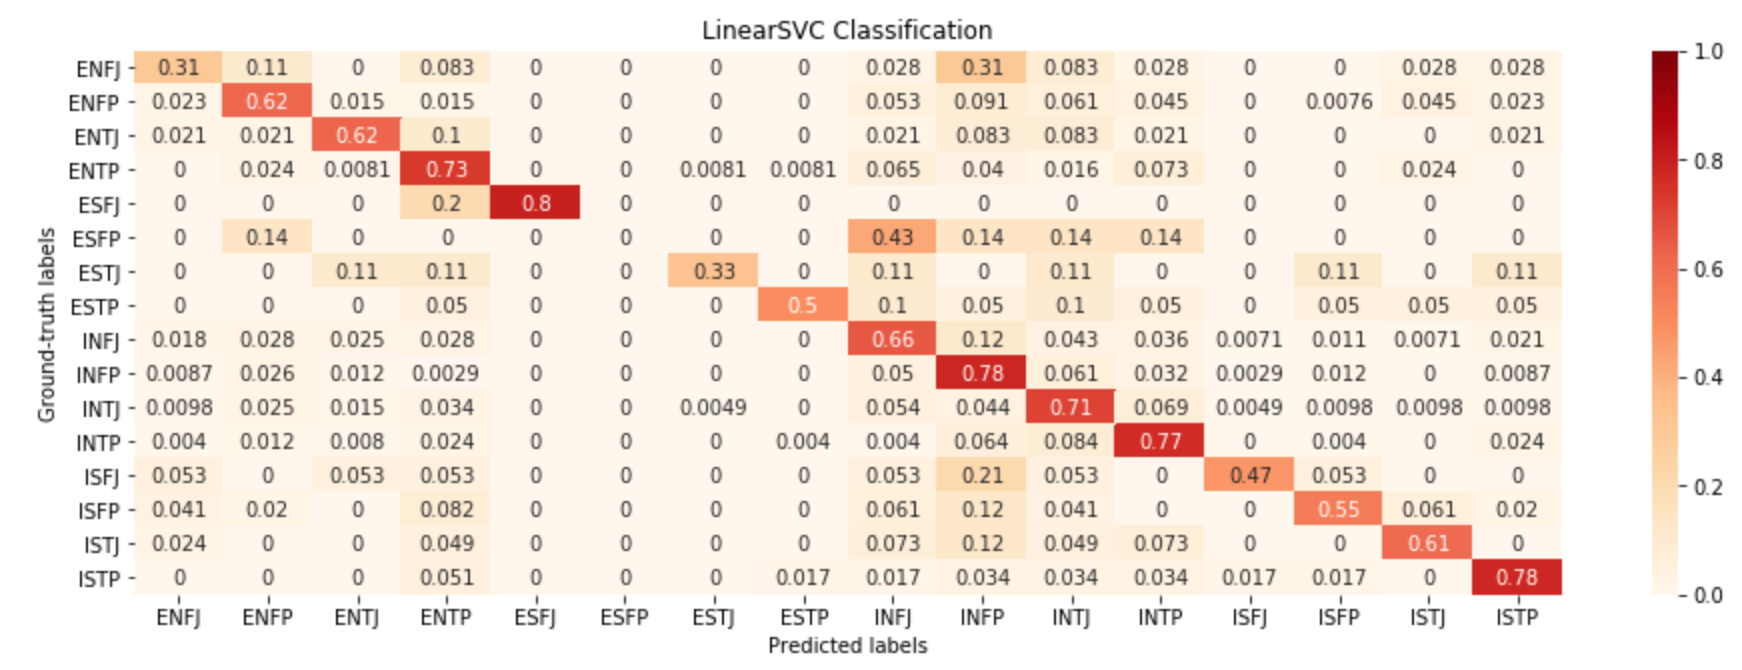 LinearSVC Classification
ENFJ 0.31 0.11 0 0.083 0 0 0 0 0.028 0.31 0.083 0.028 0 0 0.028 0.028
ENFP 0.023 0.62 0.015 0.015 0 0 0 0 0.053 0.091 0.061 0.045 0 0.0076 0.045 0.023
ENTJ 0.021 0.021 0.62 0.1 0 0 0 0 0.021 0.083 0.083 0.021 0 0 0 0.021
ENTP 0 0.024 0.0081 0.73 0 0 0.0081 0.0081 0.065 0.04 0.016 0.073 0 0 0.024 0
ESFJ 0 0 0 0.2 0.8 0 0 0 0 0 0 0 0 0 0 0
ESFP 0 0.14 0 0 0 0 0 0 0.43 0.14 0.14 0.14 0 0 0 0
ESTJ 0 0 0.11 0.11 0 0 0.33 0 0.11 0 0.11 0 0 0.11 0 0.11
ESTP 0 0 0 0.05 0 0 0 0.5 0.1 0.05 0.1 0.05 0 0.05 0.05 0.05
INFJ 0.018 0.028 0.025 0.028 0 0 0 0 0.66 0.12 0.043 0.036 0.0071 0.011 0.0071 0.021
INFP 0.0087 0.026 0.012 0.0029 0 0 0 0 0.05 0.78 0.061 0.032 0.0029 0.012 0 0.0087
INTJ 0.0098 0.025 0.015 0.034 0 0 0.0049 0 0.054 0.044 0.71 0.069 0.0049 0.0098 0.0098 0.0098
INTP 0.004 0.012 0.008 0.024 0 0 0 0.004 0.004 0.064 0.084 0.77 0 0.004 0 0.024
ISFJ 0.053 0 0.053 0.053 0 0 0 0 0.053 0.21 0.053 0 0.47 0.053 0 0
ISFP 0.041 0.02 0 0.082 0 0 0 0 0.061 0.12 0.041 0 0 0.55 0.061 0.02
ISTJ 0.024 0 0 0.049 0 0 0 0 0.073 0.12 0.049 0.073 0 0 0.61 0
ISTP 0 0 0 0.051 0 0 0 0.017 0.017 0.034 0.034 0.034 0.017 0.017 0 0.78
ENFJ ENFP ENTJ ENTP ESFJ ESFP ESTJ ESTP INFJ INFP INTJ INTP ISFJ ISFP ISTJ ISTP
Predicted labels
Ground-truth labels
1.0
0.8
0.6
0.4
0.2
0.0